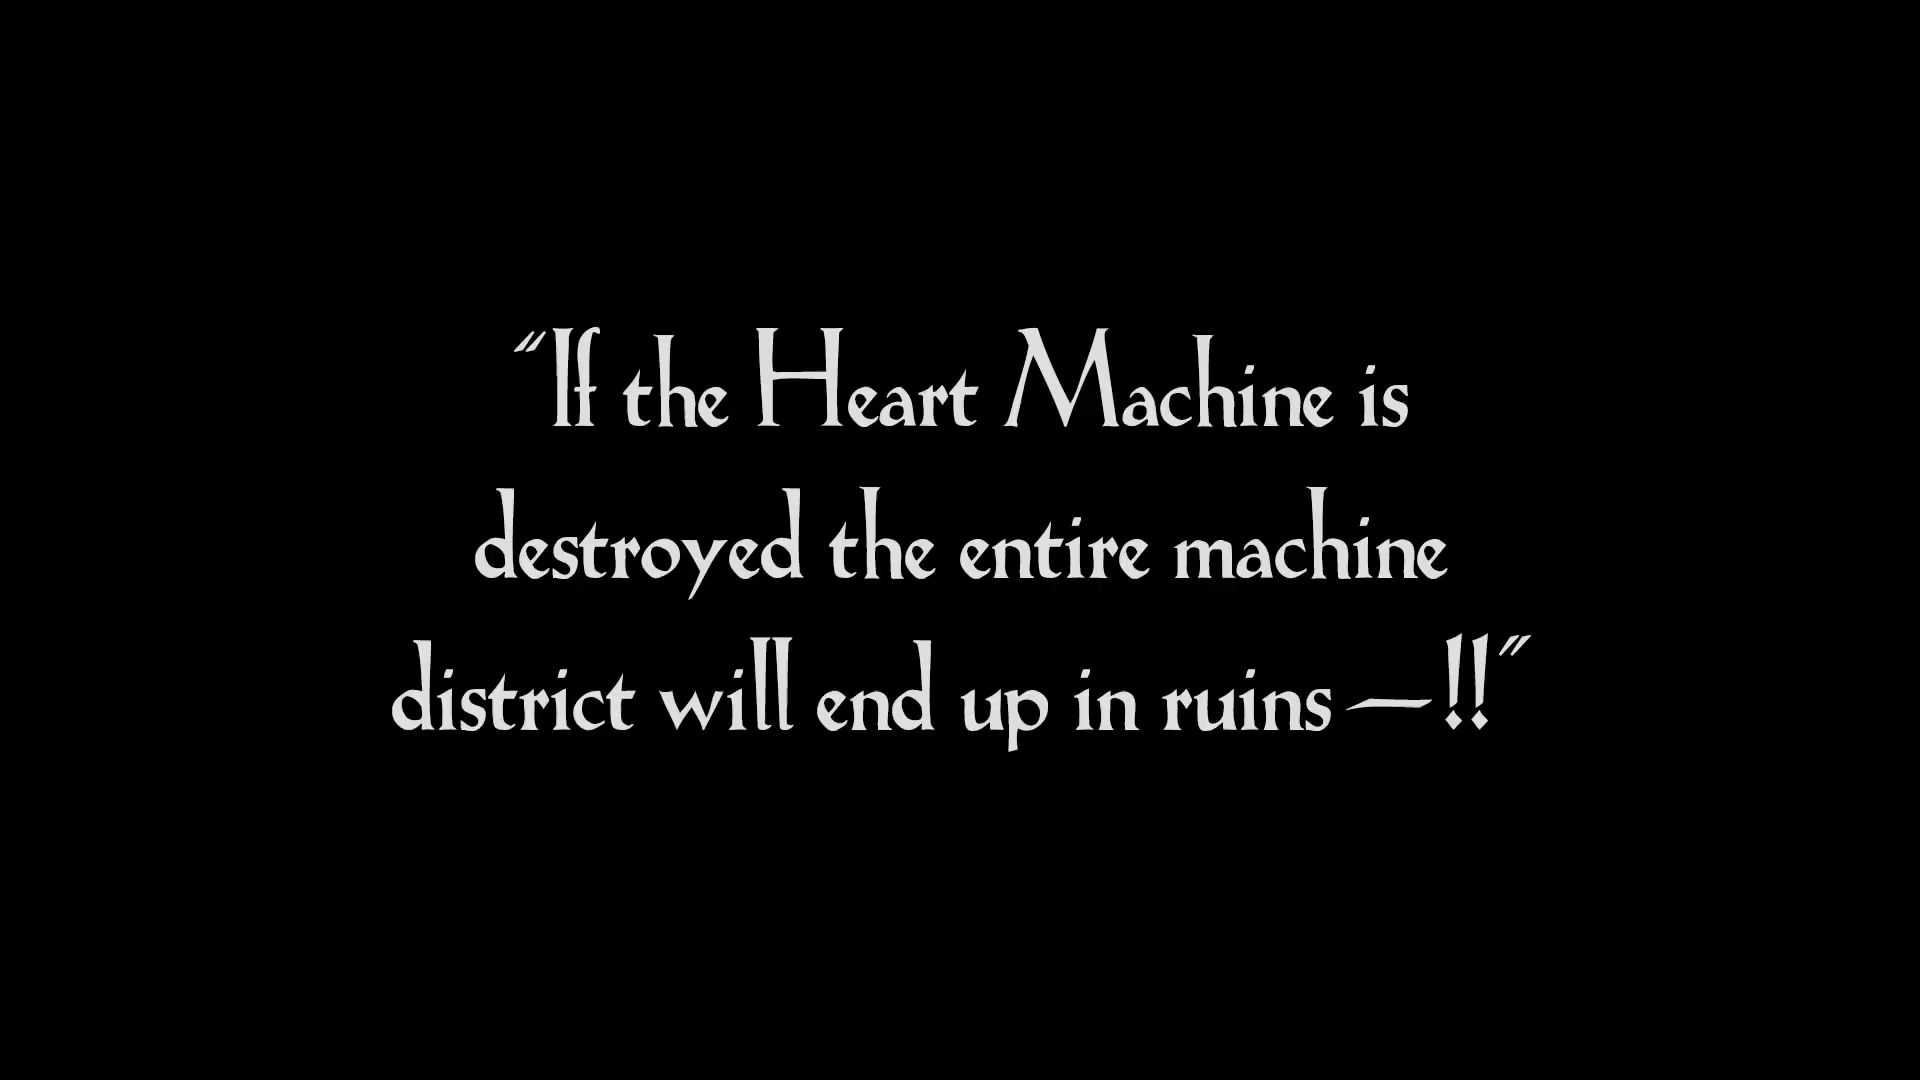 “If the Heart Machine is
destroyed the entire machine
district will end up in ruins—!!”